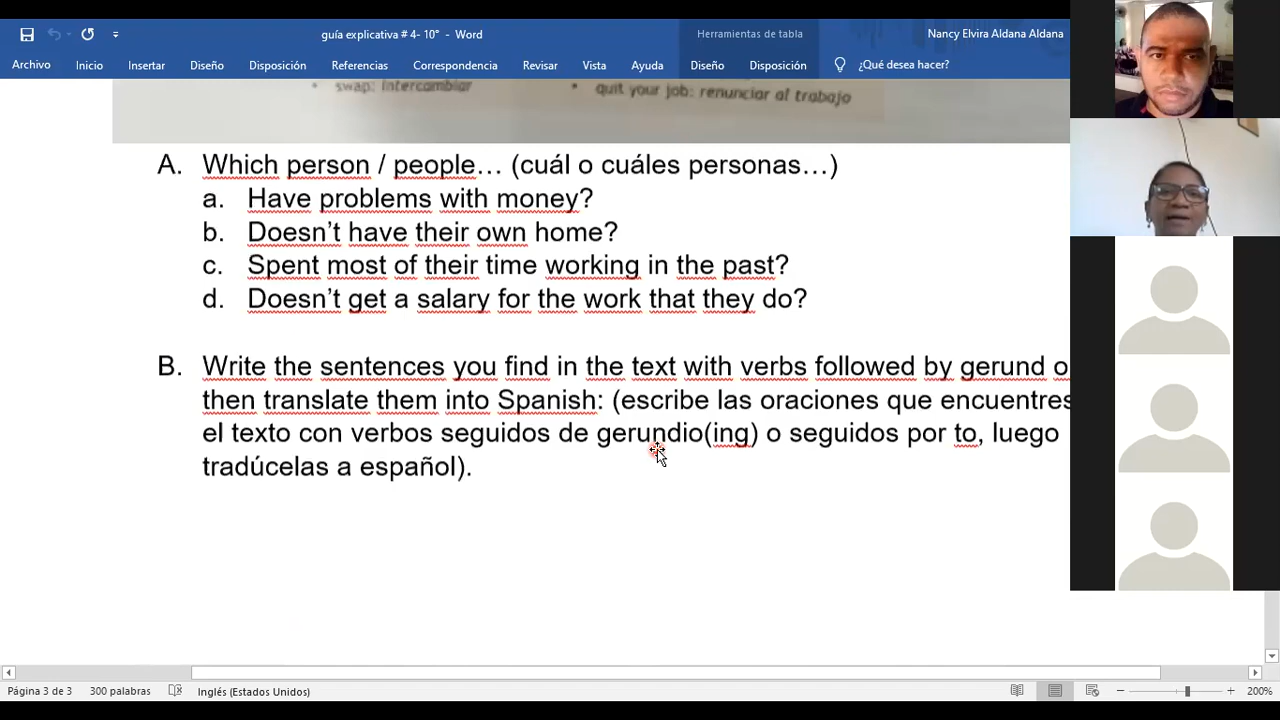 guía explicativa # 4- 10° - Word
Herramientas de tabla
Nancy Elvira Aldana Aldana
Archivo Inicio Insertar Diseño Disposición Referencias Correspondencia Revisar Vista Ayuda Diseño Disposición ¿Qué desea hacer?
• swap: intercambiar • quit your job: renunciar al trabajo
A. Which person / people… (cuál o cuáles personas…)
a. Have problems with money?
b. Doesn't have their own home?
c. Spent most of their time working in the past?
d. Doesn't get a salary for the work that they do?
B. Write the sentences you find in the text with verbs followed by gerund o
then translate them into Spanish: (escribe las oraciones que encuentres
el texto con verbos seguidos de gerundio(ing) o seguidos por to, luego
tradúcelas a español).
Página 3 de 3 300 palabras Inglés (Estados Unidos) 200%